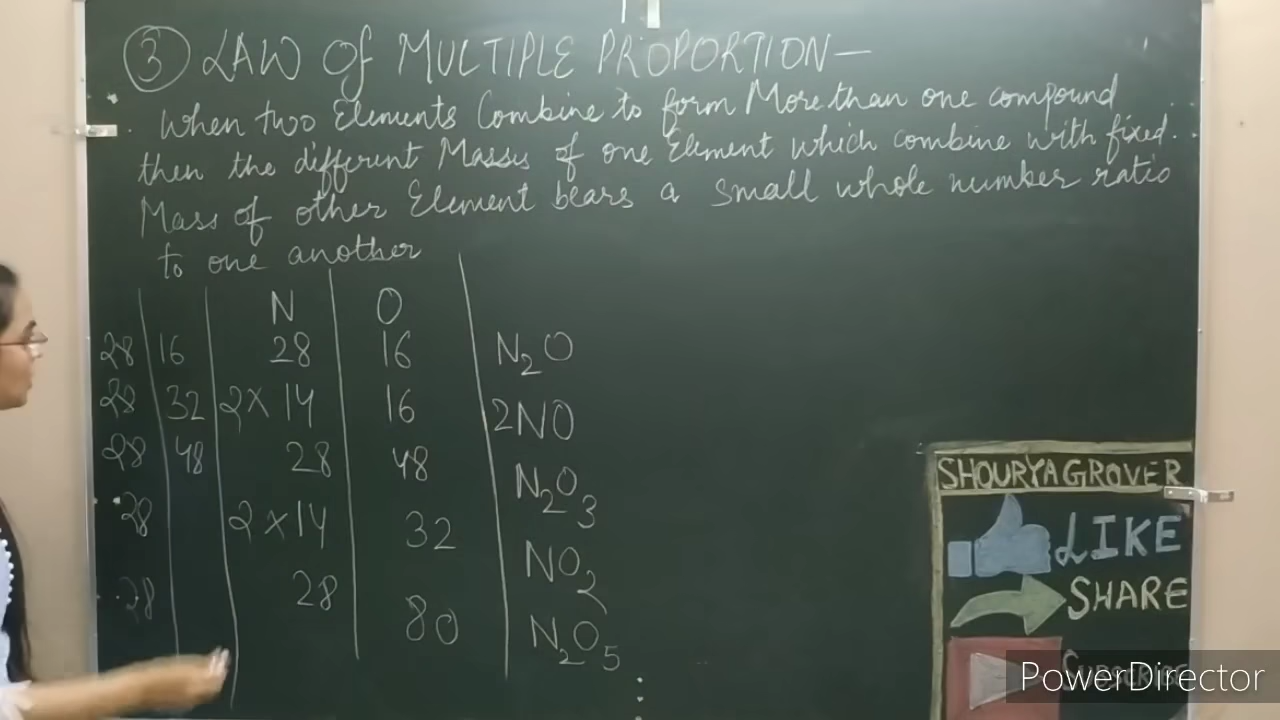 3 LAW Of MULTIPLE PROPORTION —
When two Elements Combine to form More than one compound
then the different Masses of one Element which combine with fixed
Mass of other Element bears a small whole number ratio
to one another
N O
28 16 28 16 N2O
28 32 2×14 16 2NO
28 48 28 48 N2O3
28 2×14 32 NO2
28 28 80 N2O5
SHOURYAGROVER
LIKE
SHARE
SUBSCRIBE
PowerDirector